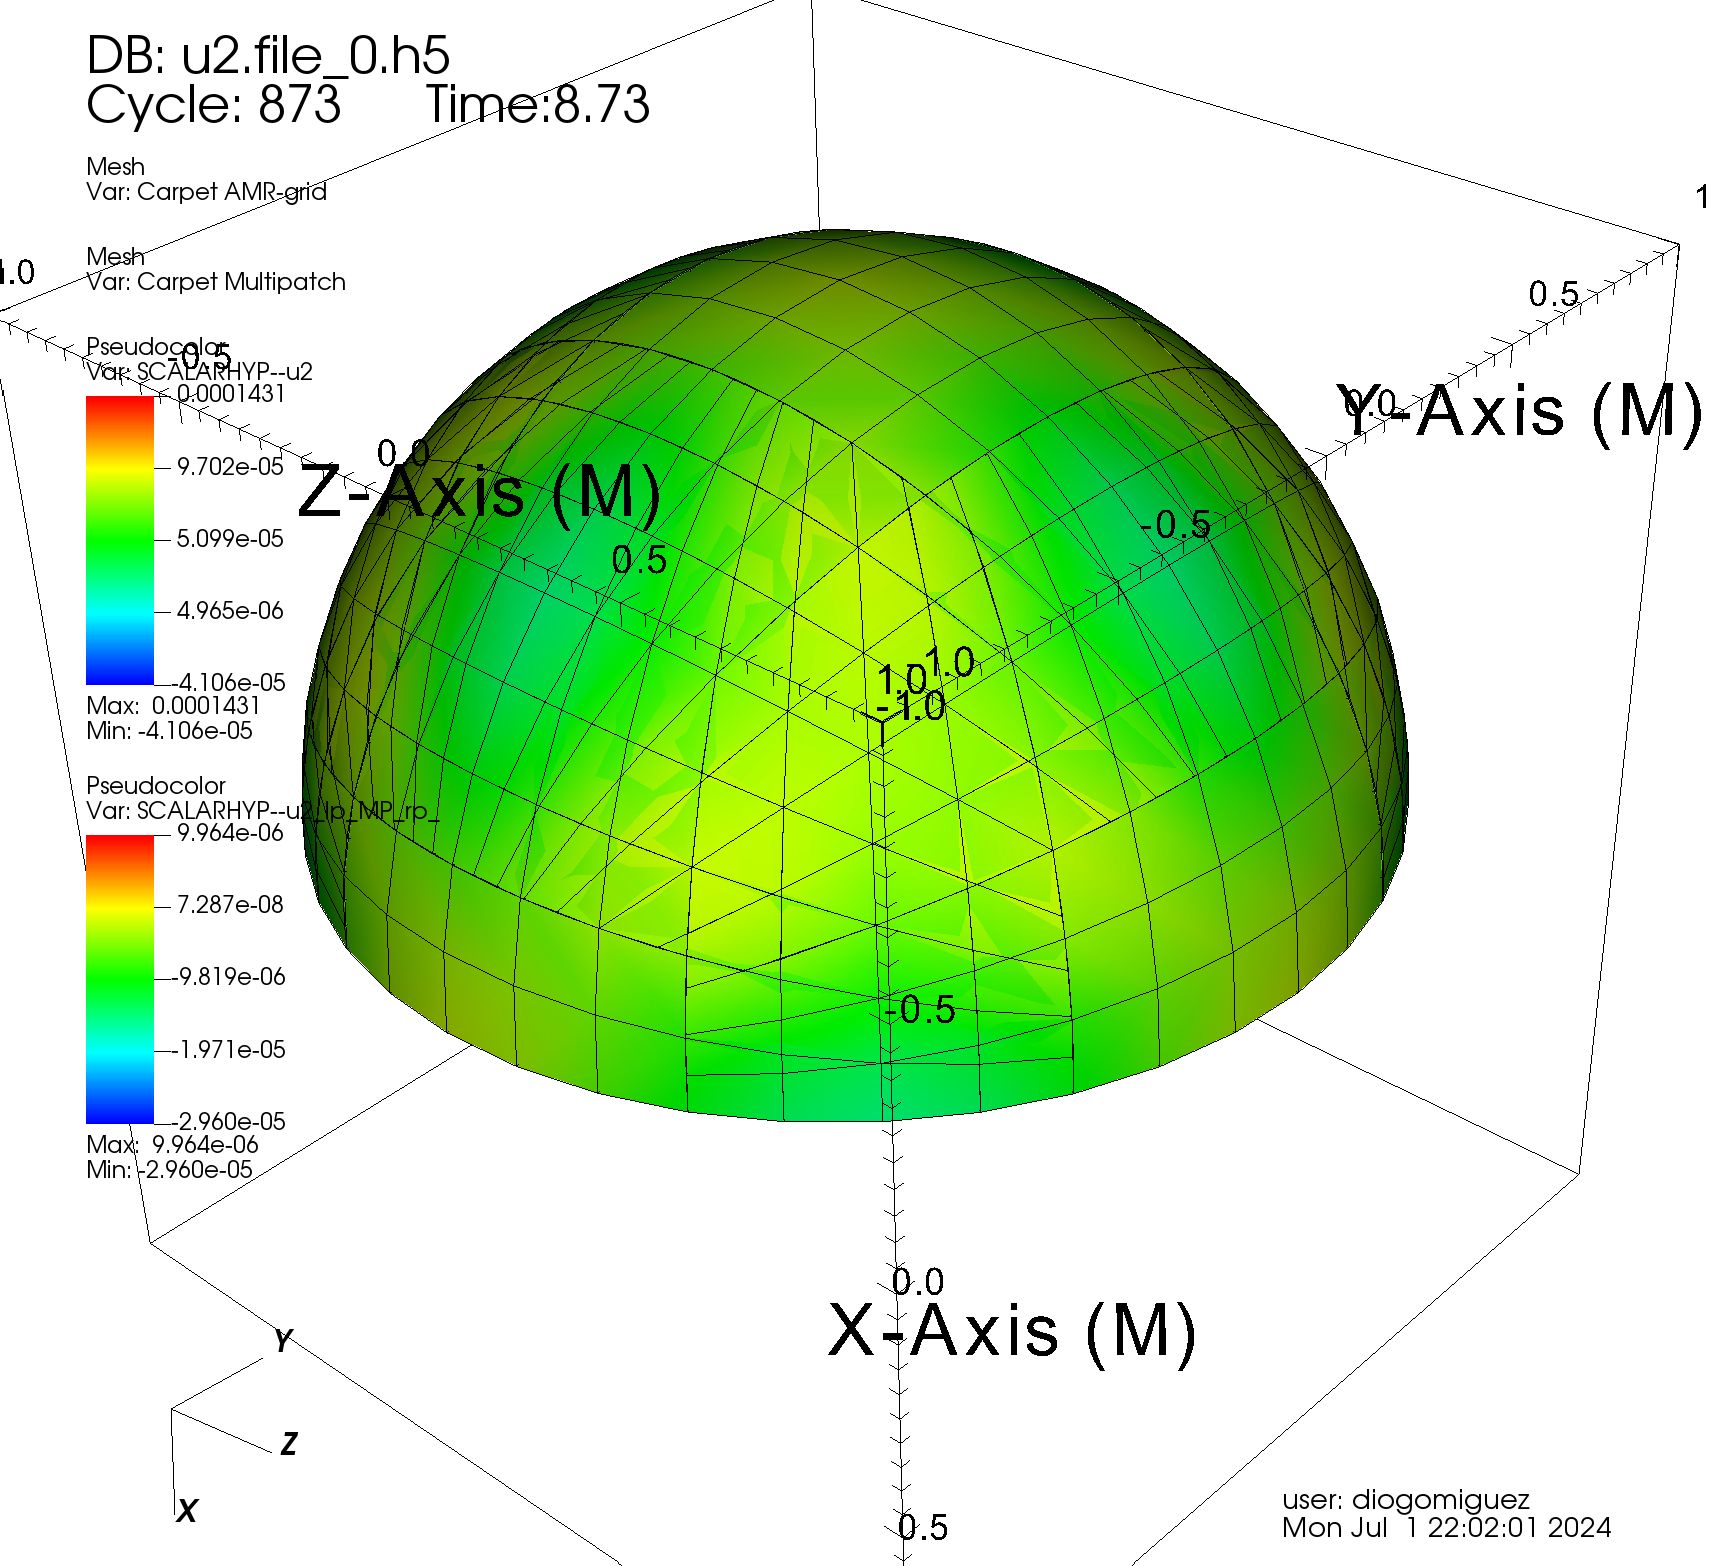 DB: u2.file_0.h5
Cycle: 873 Time:8.73
Mesh
Var: Carpet AMR-grid
Mesh
Var: Carpet Multipatch
Pseudocolor
Var: SCALARHYP--u2
0.0001431
9.702e-05
5.099e-05
4.965e-06
-4.106e-05
Max: 0.0001431
Min: -4.106e-05
Pseudocolor
Var: SCALARHYP--u2_lp_MP_rp_
9.964e-06
7.287e-08
-9.819e-06
-1.971e-05
-2.960e-05
Max: 9.964e-06
Min: -2.960e-05
1.0
-0.5
0.0
Z-Axis (M)
0.5
1.0
1
0.5
0.0
Y-Axis (M)
-0.5
-1.0
-1.0
-0.5
0.0
X-Axis (M)
0.5
Y
Z
X
user: diogomiguez
Mon Jul 1 22:02:01 2024